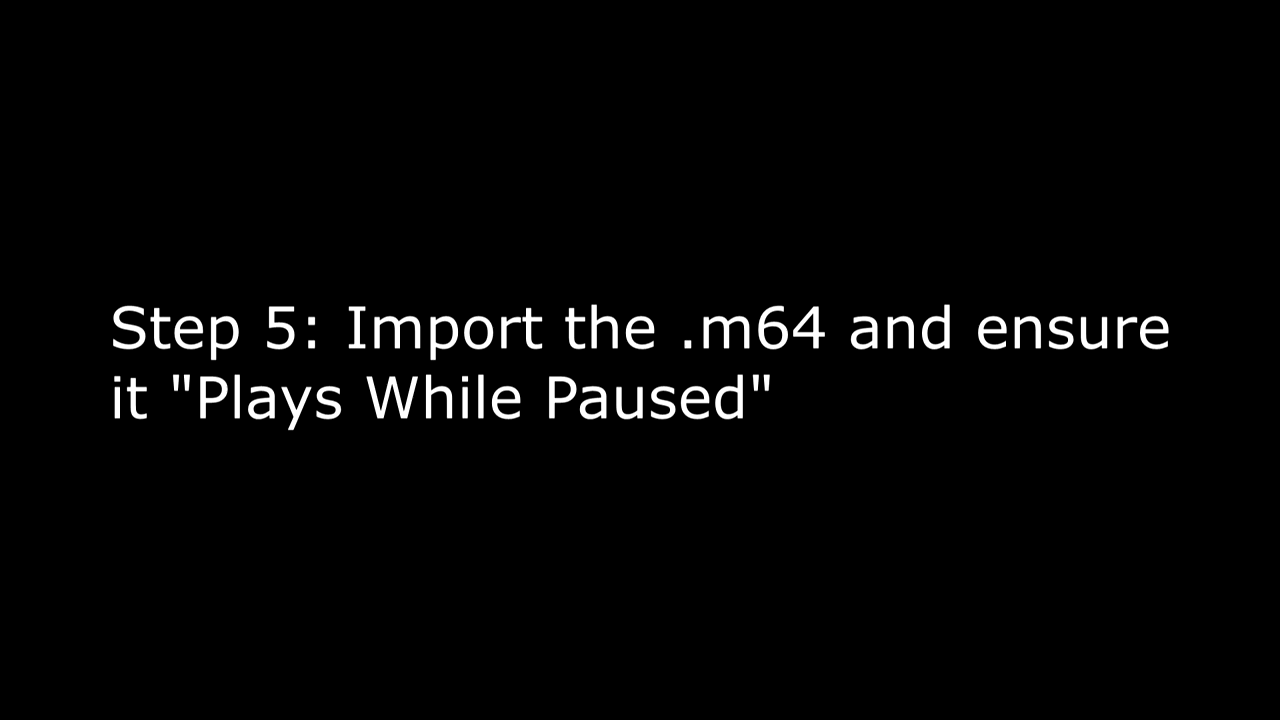 Step 5: Import the .m64 and ensure
it "Plays While Paused"